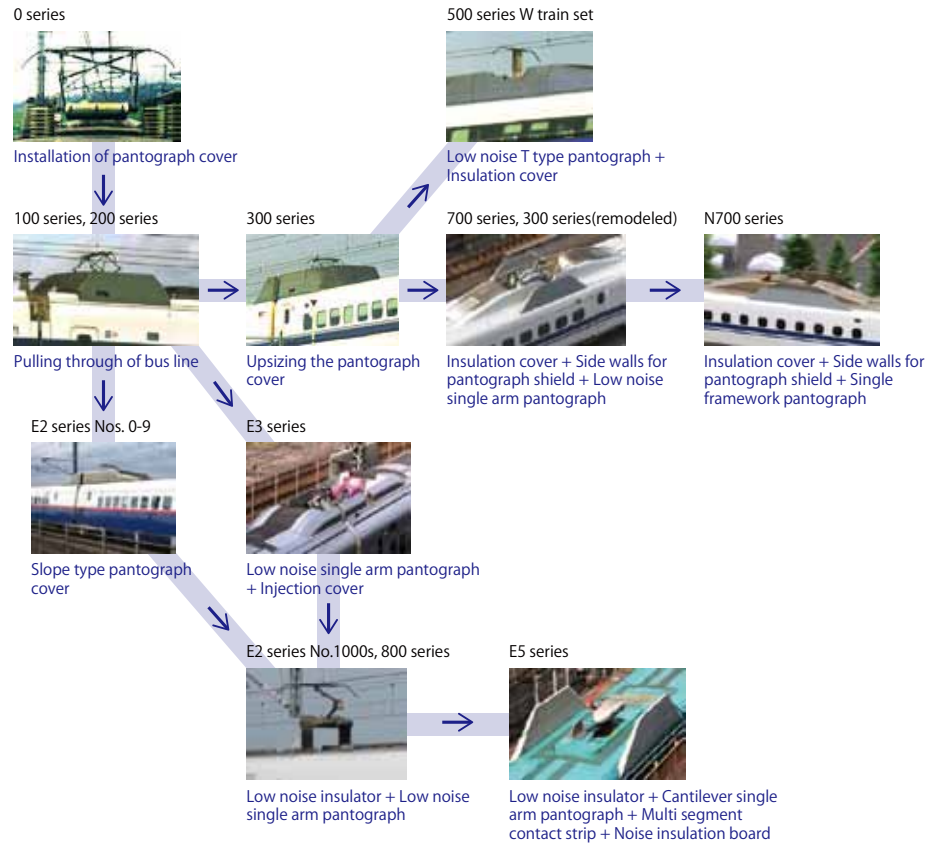 0 series
Installation of pantograph cover
500 series W train set
Low noise T type pantograph +
Insulation cover
100 series, 200 series
Pulling through of bus line
300 series
Upsizing the pantograph
cover
700 series, 300 series(remodeled)
Insulation cover + Side walls for
pantograph shield + Low noise
single arm pantograph
N700 series
Insulation cover + Side walls for
pantograph shield + Single
framework pantograph
E2 series Nos. 0-9
Slope type pantograph
cover
E3 series
Low noise single arm pantograph
+ Injection cover
E2 series No.1000s, 800 series
Low noise insulator + Low noise
single arm pantograph
E5 series
Low noise insulator + Cantilever single
arm pantograph + Multi segment
contact strip + Noise insulation board